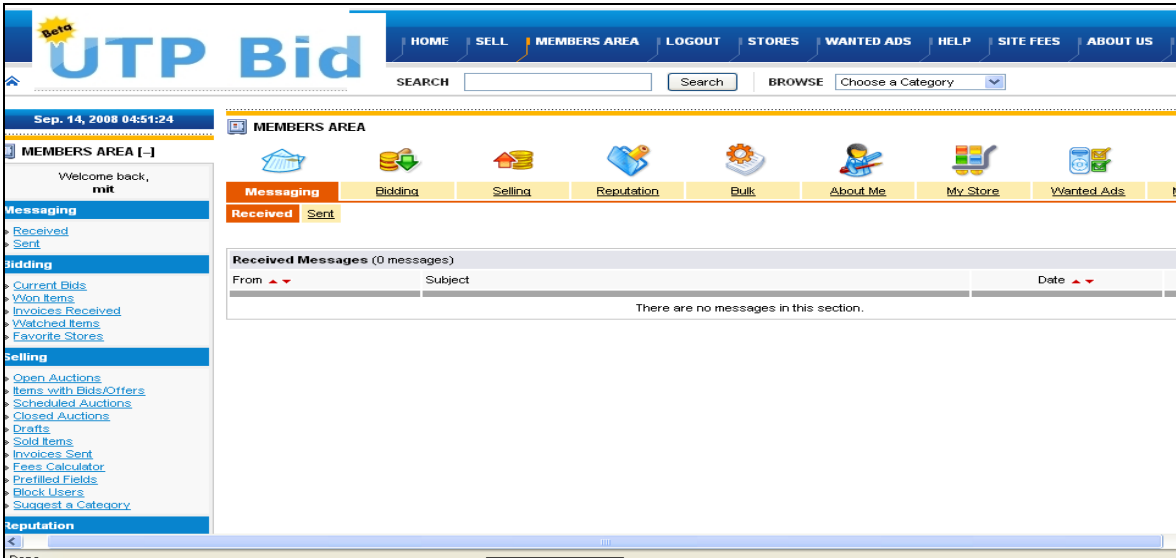 Beta
UTP Bid
HOME SELL MEMBERS AREA LOGOUT STORES WANTED ADS HELP SITE FEES ABOUT US
SEARCH Search BROWSE Choose a Category
Sep. 14, 2008 04:51:24
MEMBERS AREA [-]
Welcome back,
mit
Messaging
Received
Sent
Bidding
Current Bids
Won Items
Invoices Received
Watched Items
Favorite Stores
Selling
Open Auctions
Items with Bids/Offers
Scheduled Auctions
Closed Auctions
Drafts
Sold Items
Invoices Sent
Fees Calculator
Prefilled Fields
Block Users
Suggest a Category
Reputation
MEMBERS AREA
Messaging Bidding Selling Reputation Bulk About Me My Store Wanted Ads
Received Sent
Received Messages (0 messages)
From Subject Date
There are no messages in this section.